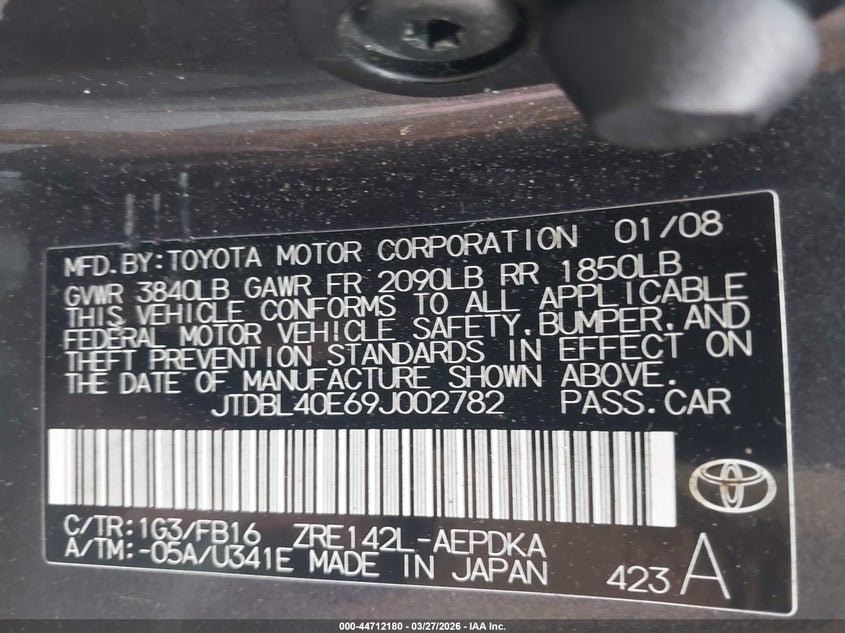 MFD.BY:TOYOTA MOTOR CORPORATION 01/08
GVWR 3840LB GAWR FR 2090LB RR 1850LB
THIS VEHICLE CONFORMS TO ALL APPLICABLE
FEDERAL MOTOR VEHICLE SAFETY,BUMPER,AND
THEFT PREVENTION STANDARDS IN EFFECT ON
THE DATE OF MANUFACTURE SHOWN ABOVE.
JTDBL40E69J002782 PASS.CAR
C/TR:1G3/FB16 ZRE142L-AEPDKA
A/TM:-05A/U341E MADE IN JAPAN 423 A
000-44712180 - 03/27/2026 - IAA Inc.